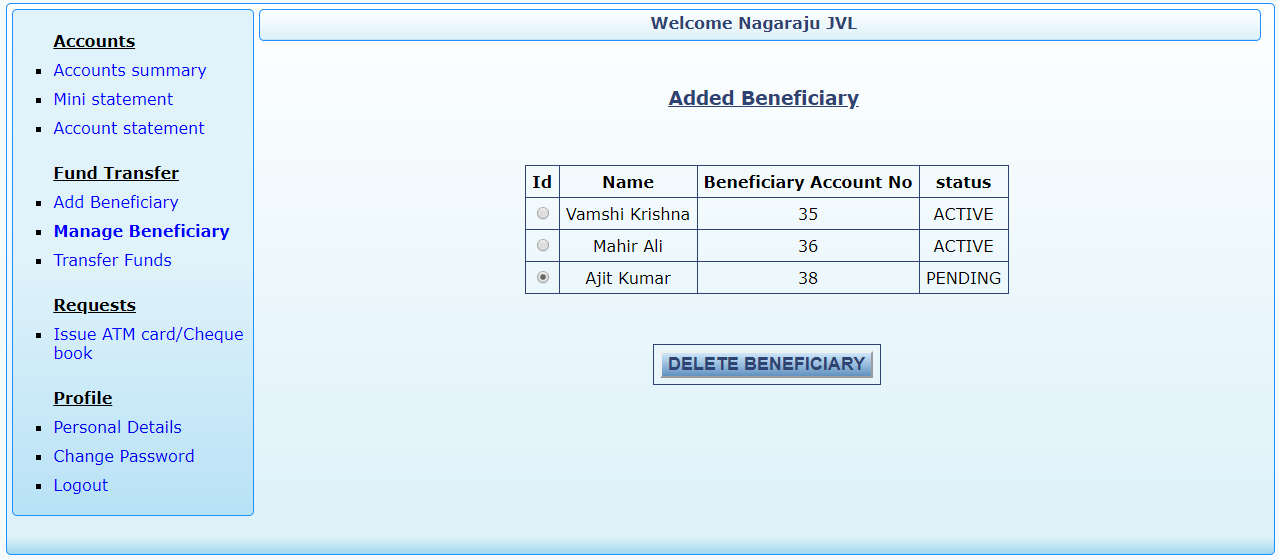 Accounts
Accounts summary
Mini statement
Account statement
Fund Transfer
Add Beneficiary
Manage Beneficiary
Transfer Funds
Requests
Issue ATM card/Cheque
book
Profile
Personal Details
Change Password
Logout
Welcome Nagaraju JVL
Added Beneficiary
Id Name Beneficiary Account No status
Vamshi Krishna 35 ACTIVE
Mahir Ali 36 ACTIVE
Ajit Kumar 38 PENDING
DELETE BENEFICIARY